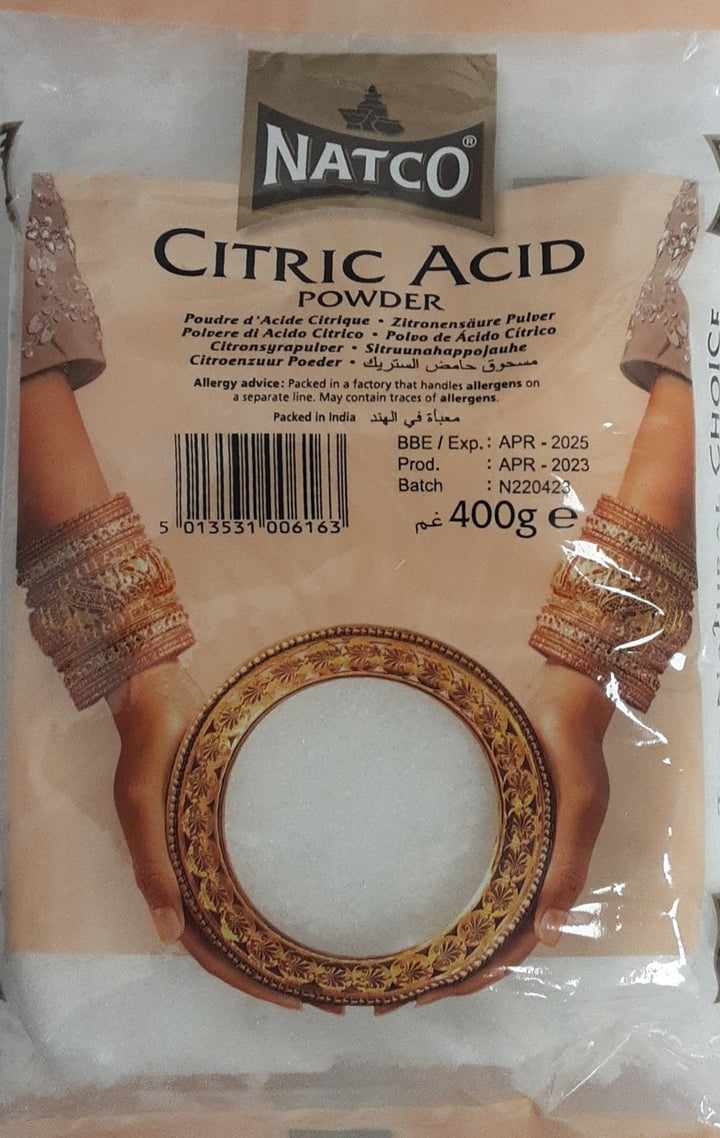 NATCO®
CITRIC ACID
POWDER
Poudre d'Acide Citrique • Zitronensäure Pulver
Polvere di Acido Citrico • Polvo de Ácido Cítrico
Citronsyrapulver • Sitruunahappojauhe
Citroenzuur Poeder • مسحوق حامض الستريك
Allergy advice: Packed in a factory that handles allergens on
a separate line. May contain traces of allergens.
Packed in India معبأة في الهند
BBE / Exp. : APR - 2025
Prod. : APR - 2023
Batch : N220423
5 013531 006163
غم 400g e
CHOICE